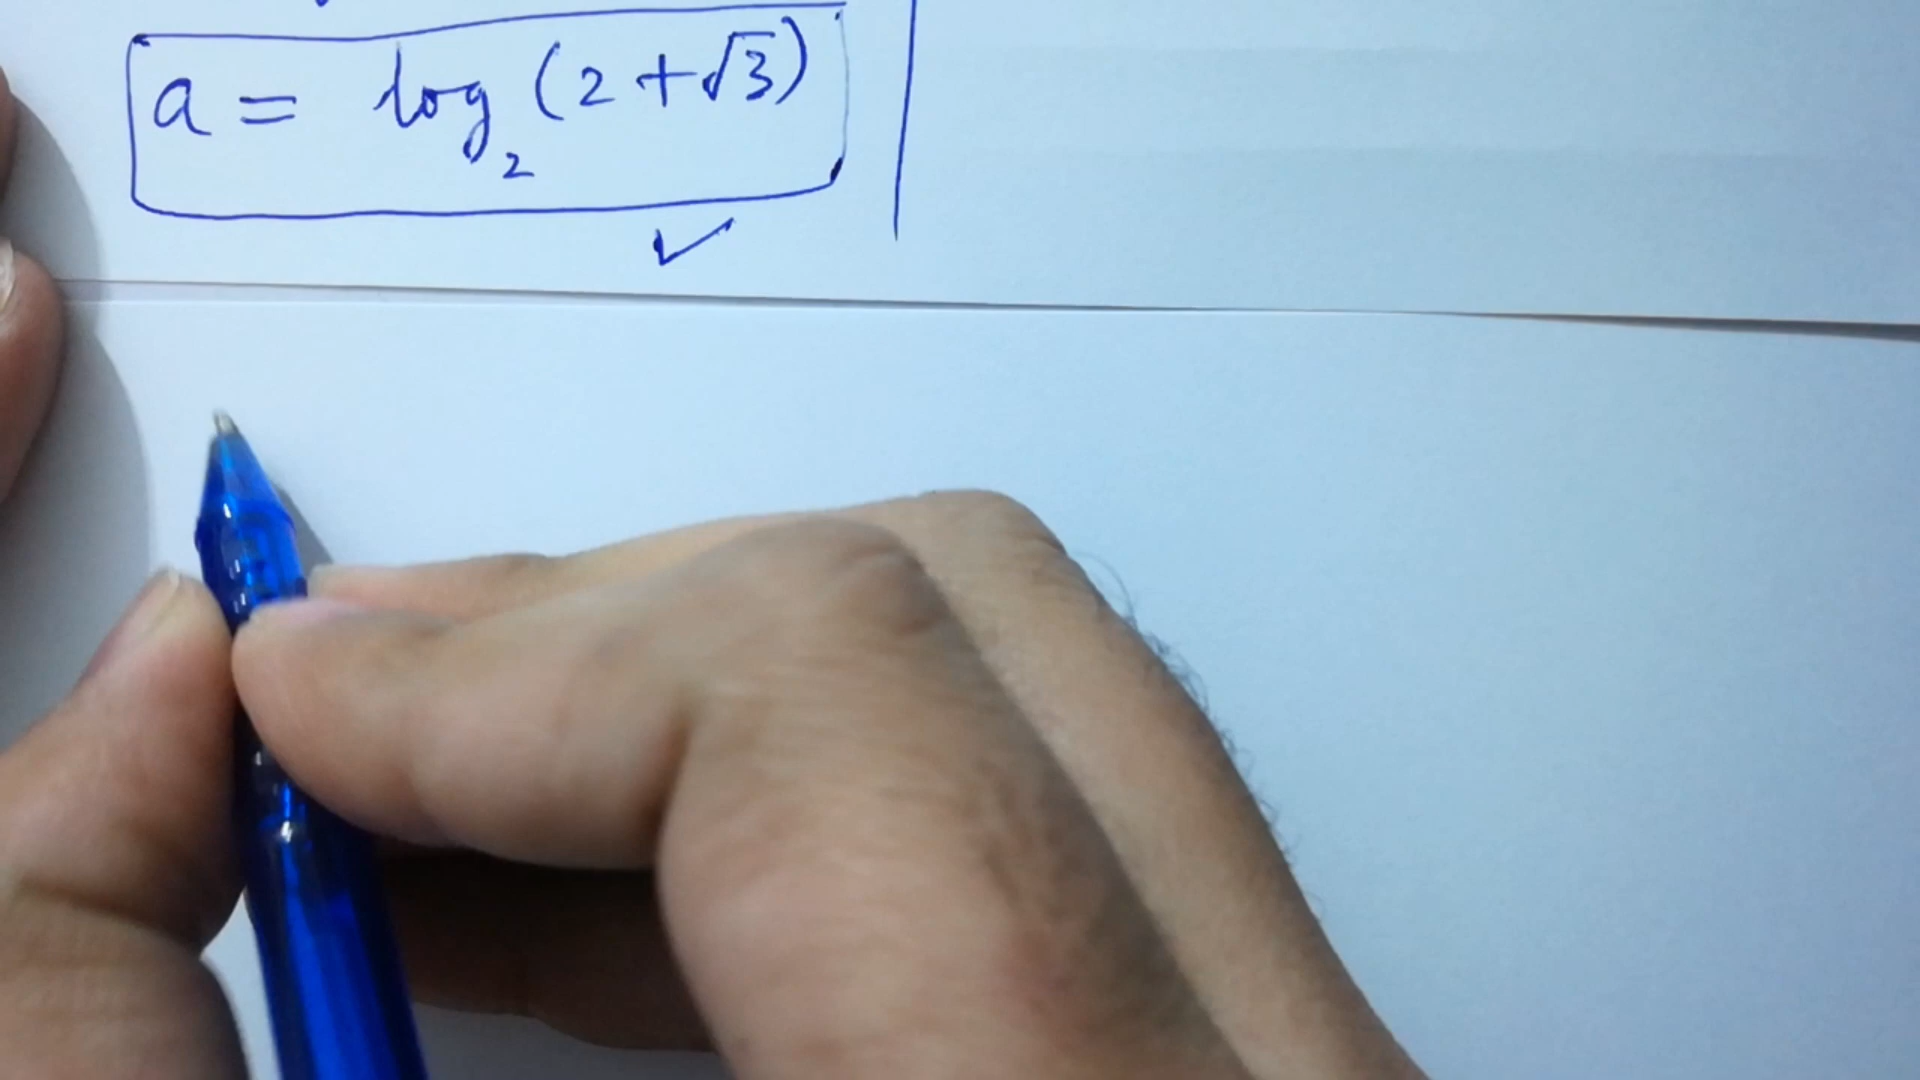 a = log₂ (2 + √3)